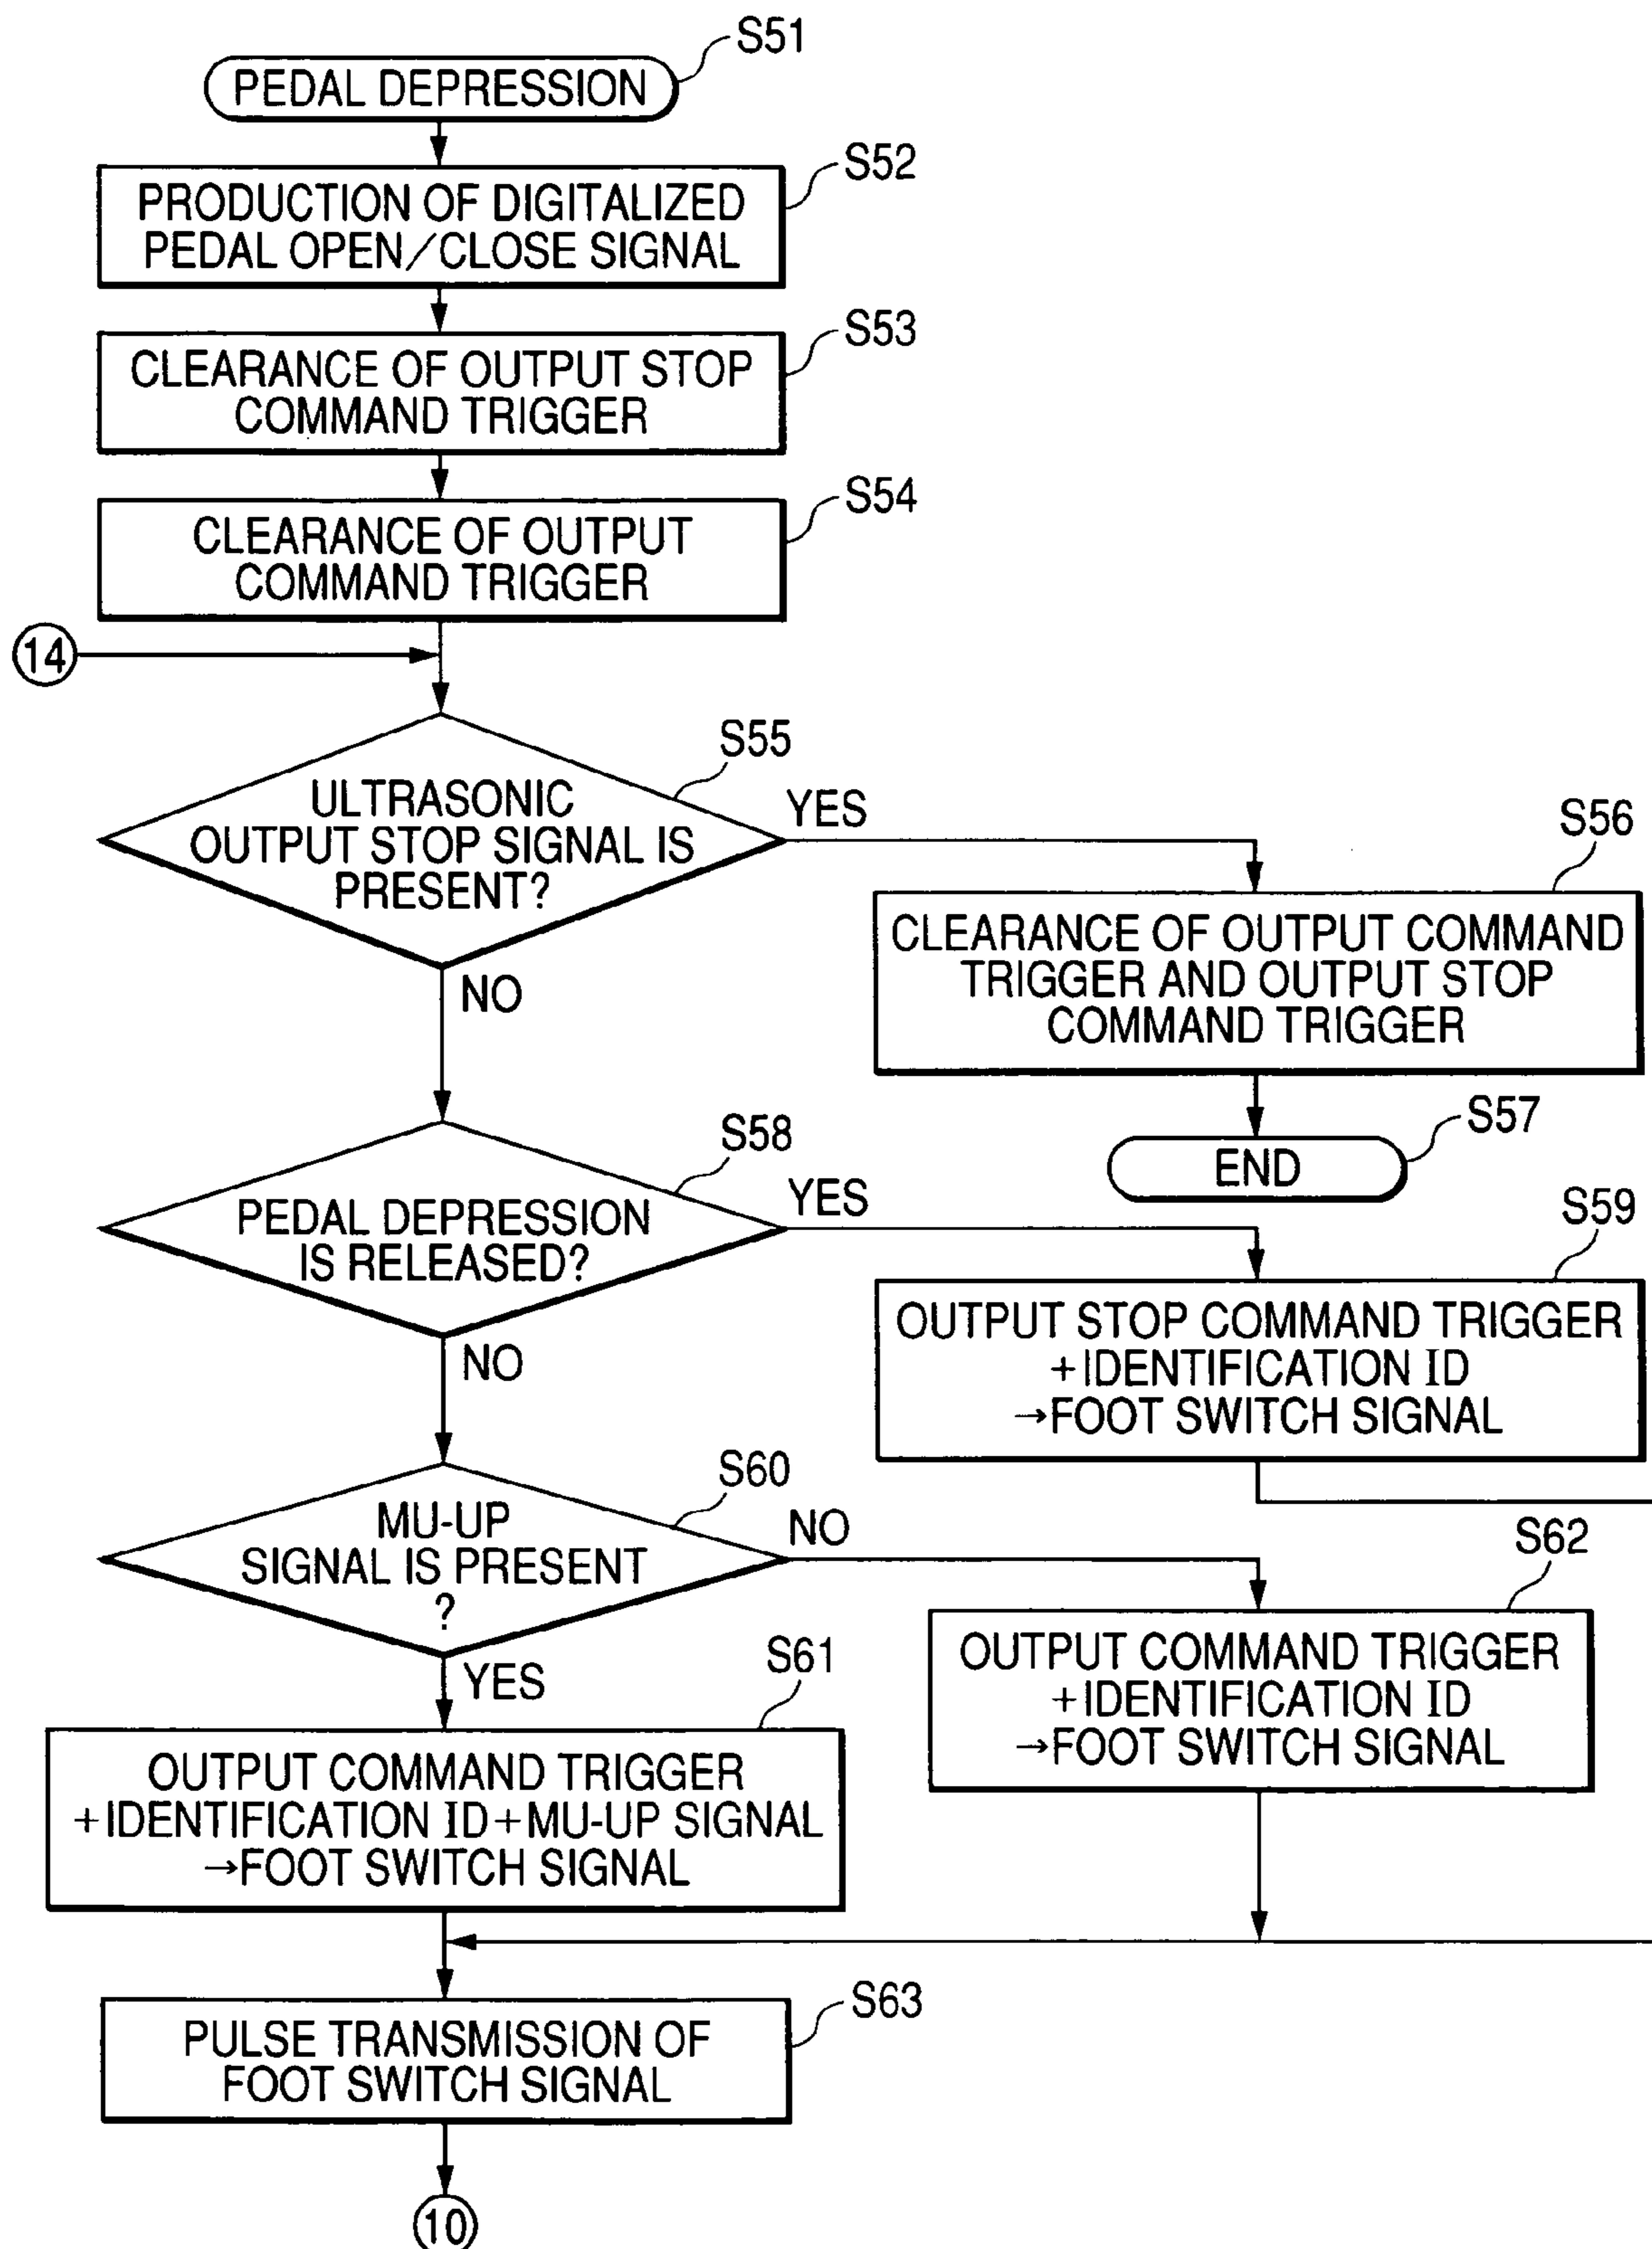 S51
PEDAL DEPRESSION
S52
PRODUCTION OF DIGITALIZED
PEDAL OPEN/CLOSE SIGNAL
S53
CLEARANCE OF OUTPUT STOP
COMMAND TRIGGER
S54
CLEARANCE OF OUTPUT
COMMAND TRIGGER
14
S55
ULTRASONIC
OUTPUT STOP SIGNAL IS
PRESENT?
YES
NO
S56
CLEARANCE OF OUTPUT COMMAND
TRIGGER AND OUTPUT STOP
COMMAND TRIGGER
S57
END
S58
PEDAL DEPRESSION
IS RELEASED?
YES
NO
S59
OUTPUT STOP COMMAND TRIGGER
+IDENTIFICATION ID
→FOOT SWITCH SIGNAL
S60
MU-UP
SIGNAL IS PRESENT
?
NO
YES
S62
OUTPUT COMMAND TRIGGER
+IDENTIFICATION ID
→FOOT SWITCH SIGNAL
S61
OUTPUT COMMAND TRIGGER
+IDENTIFICATION ID+MU-UP SIGNAL
→FOOT SWITCH SIGNAL
S63
PULSE TRANSMISSION OF
FOOT SWITCH SIGNAL
10